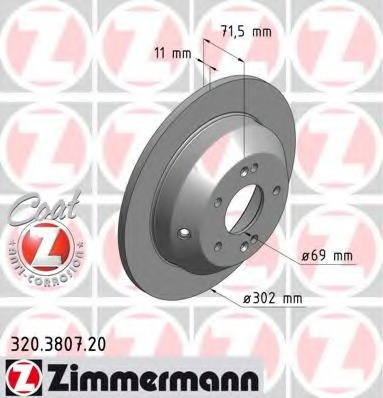 71,5 mm
11 mm
Coat
Z
ANTI-CORROSION
ø69 mm
ø302 mm
320.3807.20
Z Zimmermann